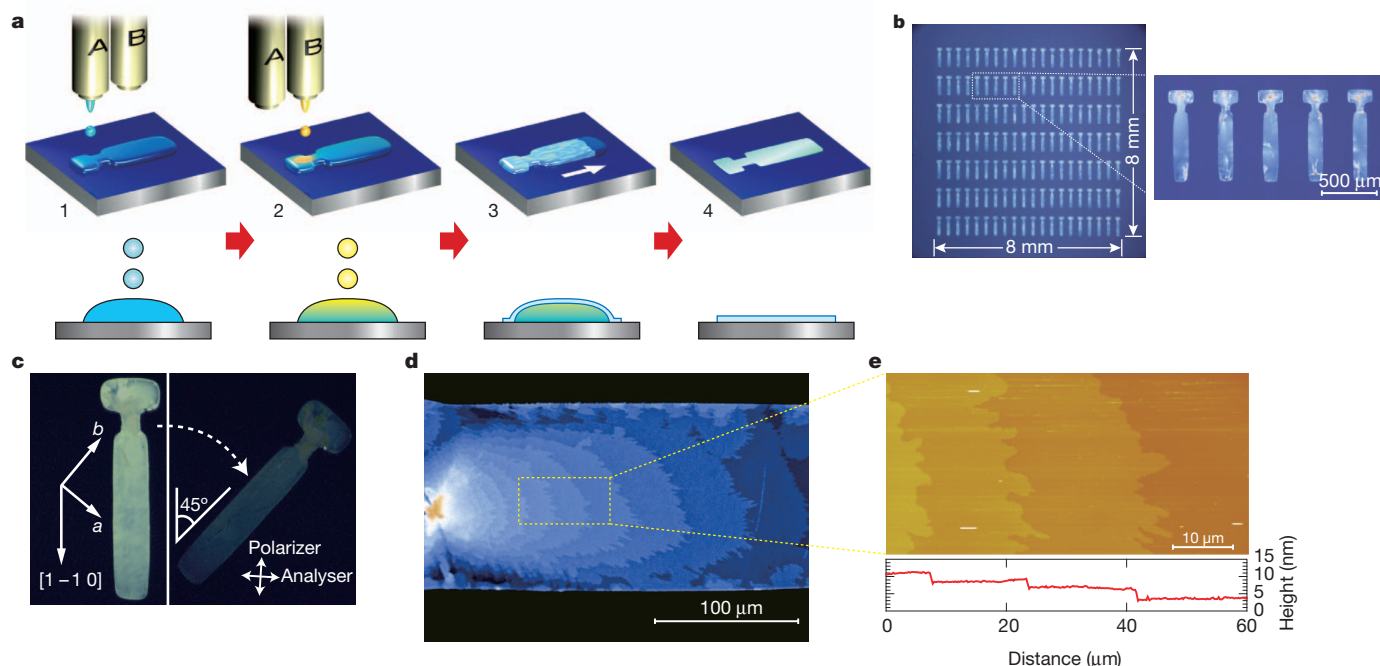 a
A B
A B
1
2
3
4
b
8 mm
8 mm
500 μm
c
b
a
[1 –1 0]
45º
Polarizer
Analyser
d
100 μm
e
10 μm
15
10
5
0
Height (nm)
0
20
40
60
Distance (μm)